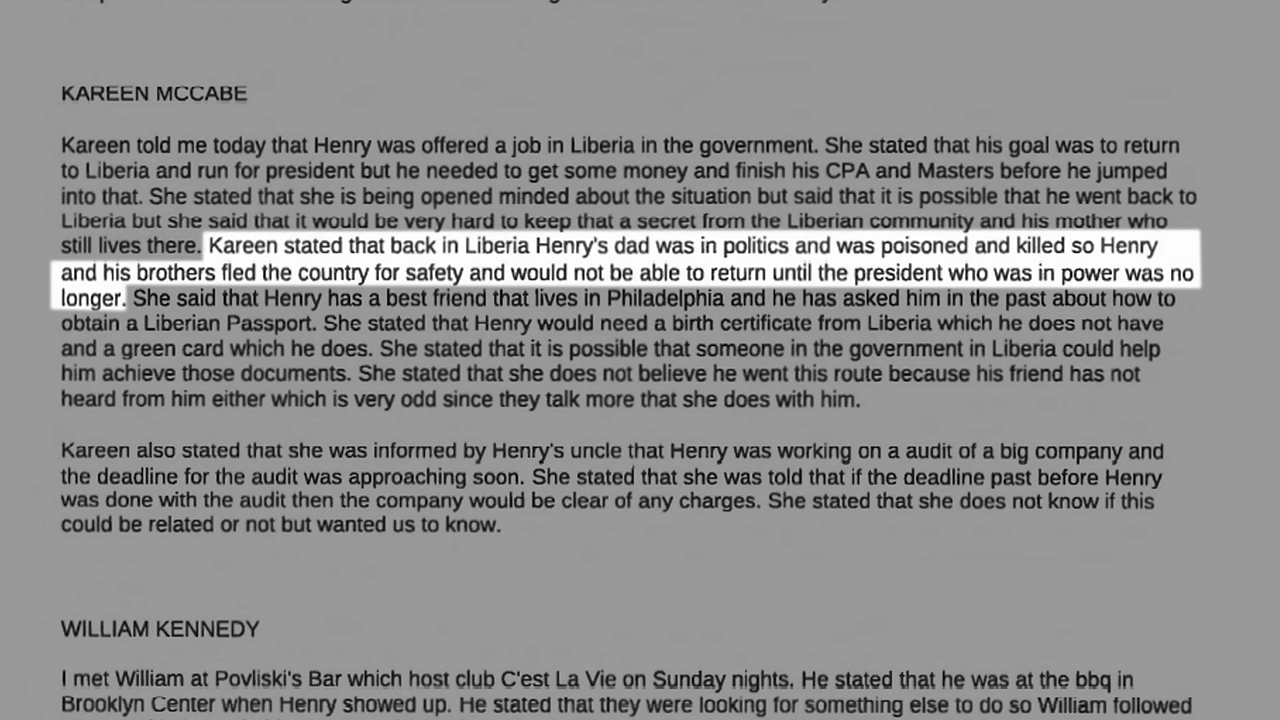 KAREEN MCCABE
Kareen told me today that Henry was offered a job in Liberia in the government. She stated that his goal was to return
to Liberia and run for president but he needed to get some money and finish his CPA and Masters before he jumped
into that. She stated that she is being opened minded about the situation but said that it is possible that he went back to
Liberia but she said that it would be very hard to keep that a secret from the Liberian community and his mother who
still lives there. Kareen stated that back in Liberia Henry's dad was in politics and was poisoned and killed so Henry
and his brothers fled the country for safety and would not be able to return until the president who was in power was no
longer. She said that Henry has a best friend that lives in Philadelphia and he has asked him in the past about how to
obtain a Liberian Passport. She stated that Henry would need a birth certificate from Liberia which he does not have
and a green card which he does. She stated that it is possible that someone in the government in Liberia could help
him achieve those documents. She stated that she does not believe he went this route because his friend has not
heard from him either which is very odd since they talk more that she does with him.
Kareen also stated that she was informed by Henry's uncle that Henry was working on a audit of a big company and
the deadline for the audit was approaching soon. She stated that she was told that if the deadline past before Henry
was done with the audit then the company would be clear of any charges. She stated that she does not know if this
could be related or not but wanted us to know.
WILLIAM KENNEDY
I met William at Povliski's Bar which host club C'est La Vie on Sunday nights. He stated that he was at the bbq in
Brooklyn Center when Henry showed up. He stated that they were looking for something else to do so William followed